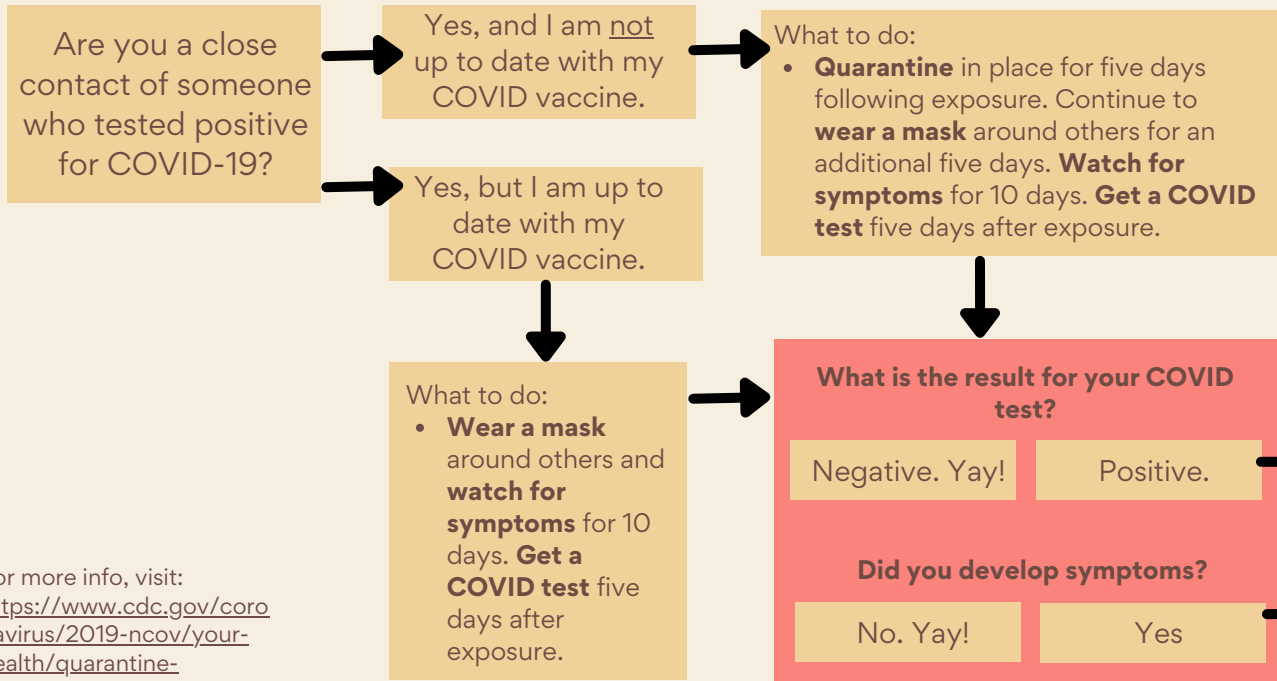 Are you a close
contact of someone
who tested positive
for COVID-19?
Yes, and I am not
up to date with my
COVID vaccine.
What to do:
• Quarantine in place for five days
following exposure. Continue to
wear a mask around others for an
additional five days. Watch for
symptoms for 10 days. Get a COVID
test five days after exposure.
Yes, but I am up to
date with my
COVID vaccine.
What to do:
• Wear a mask
around others and
watch for
symptoms for 10
days. Get a
COVID test five
days after
exposure.
What is the result for your COVID
test?
Negative. Yay!
Positive.
Did you develop symptoms?
No. Yay!
Yes
or more info, visit:
tps://www.cdc.gov/coro
avirus/2019-ncov/your-
ealth/quarantine-